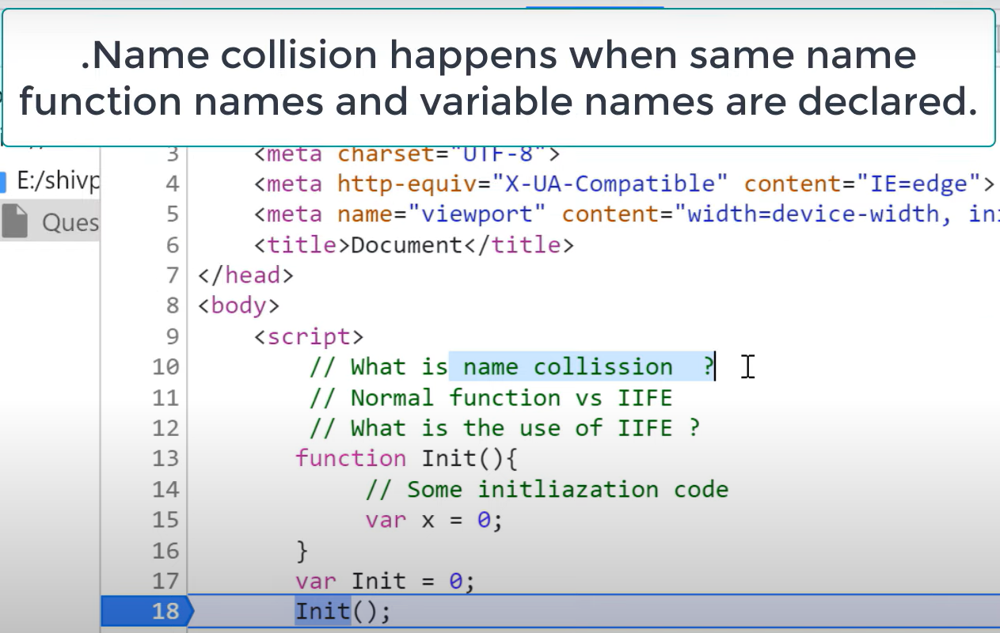 .Name collision happens when same name
function names and variable names are declared.
3 <meta charset="UTF-8">
E:/shivp
4 <meta http-equiv="X-UA-Compatible" content="IE=edge">
Ques
5 <meta name="viewport" content="width=device-width, in
6 <title>Document</title>
7 </head>
8 <body>
9 <script>
10 // What is name collission  ?
11 // Normal function vs IIFE
12 // What is the use of IIFE ?
13 function Init(){
14 // Some initliazation code
15 var x = 0;
16 }
17 var Init = 0;
18 Init();